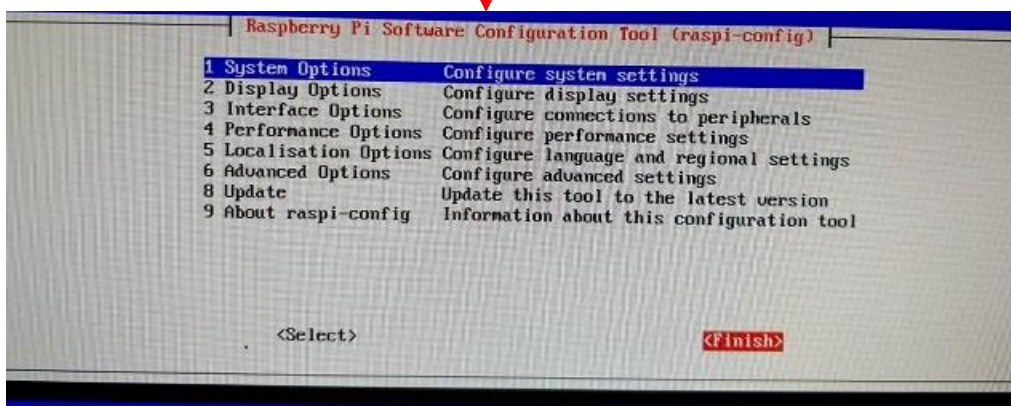 Raspberry Pi Software Configuration Tool (raspi-config)
1 System Options Configure system settings
2 Display Options Configure display settings
3 Interface Options Configure connections to peripherals
4 Performance Options Configure performance settings
5 Localisation Options Configure language and regional settings
6 Advanced Options Configure advanced settings
8 Update Update this tool to the latest version
9 About raspi-config Information about this configuration tool
<Select> <Finish>